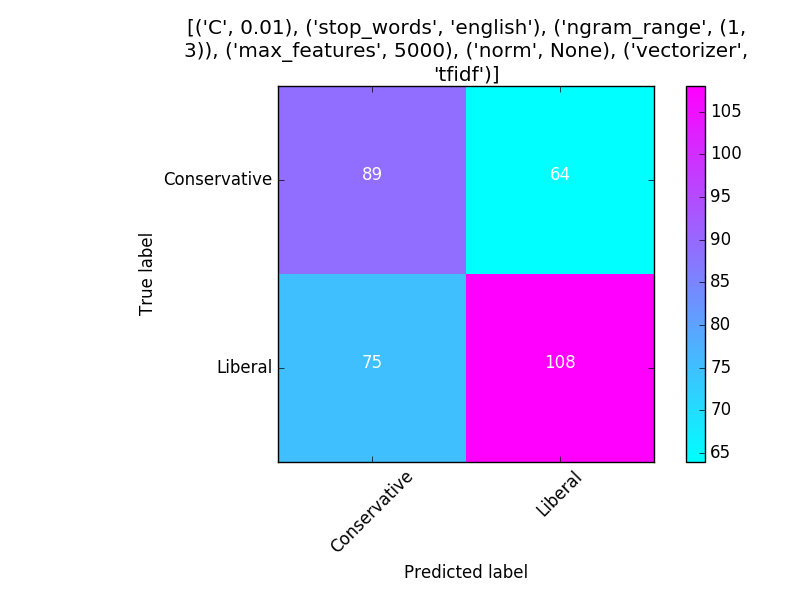 [('C', 0.01), ('stop_words', 'english'), ('ngram_range', (1,
3)), ('max_features', 5000), ('norm', None), ('vectorizer',
'tfidf')]
105
100
95
90
85
80
75
70
65
Conservative
89
64
True label
Liberal
75
108
Conservative
Liberal
Predicted label